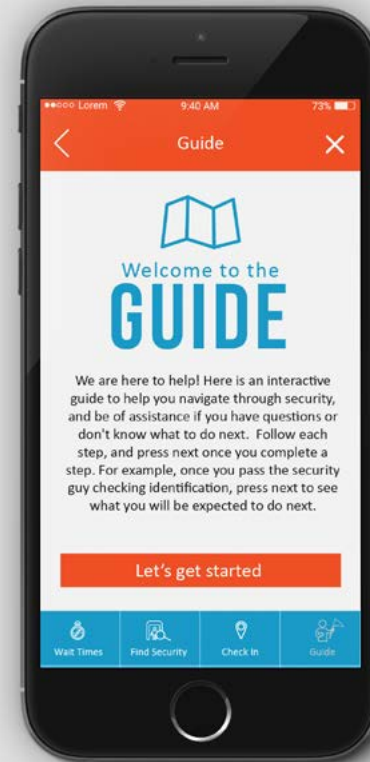 ●●○○○ Lorem 9:40 AM 73%
Guide
Welcome to the
GUIDE
We are here to help! Here is an interactive
guide to help you navigate through security,
and be of assistance if you have questions or
don't know what to do next. Follow each
step, and press next once you complete a
step. For example, once you pass the security
guy checking identification, press next to see
what you will be expected to do next.
Let's get started
Wait Times Find Security Check In Guide